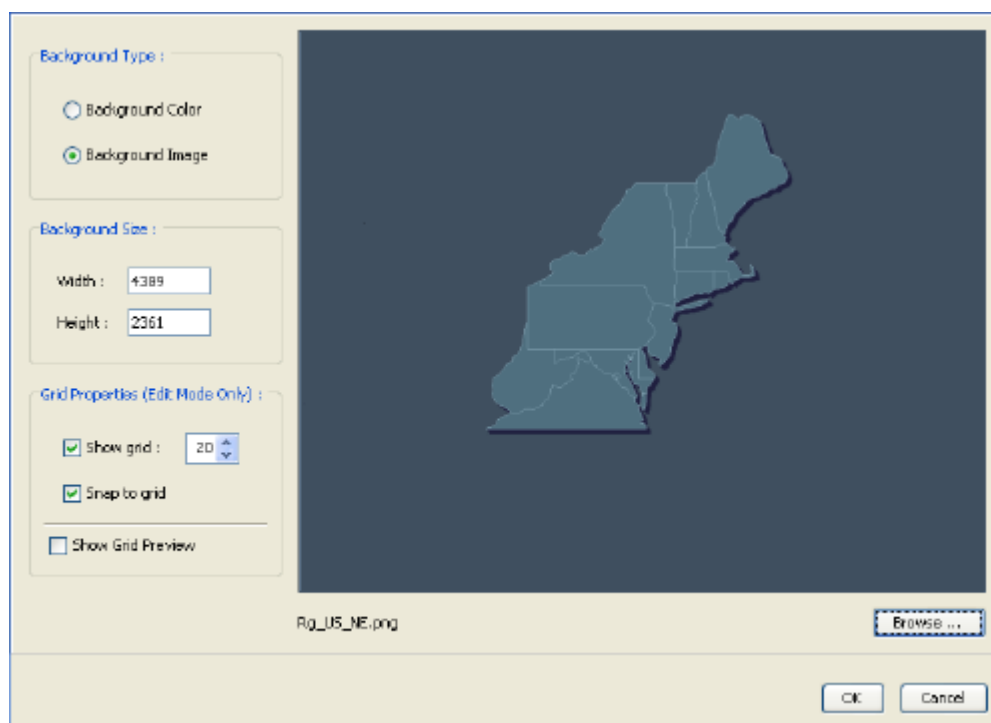 Background Type :
Background Color
Background Image
Background Size :
Width : 4389
Height : 2361
Grid Properties (Edit Mode Only) :
Show grid : 20
Snap to grid
Show Grid Preview
Rg_US_NE.png
Browse ...
OK
Cancel